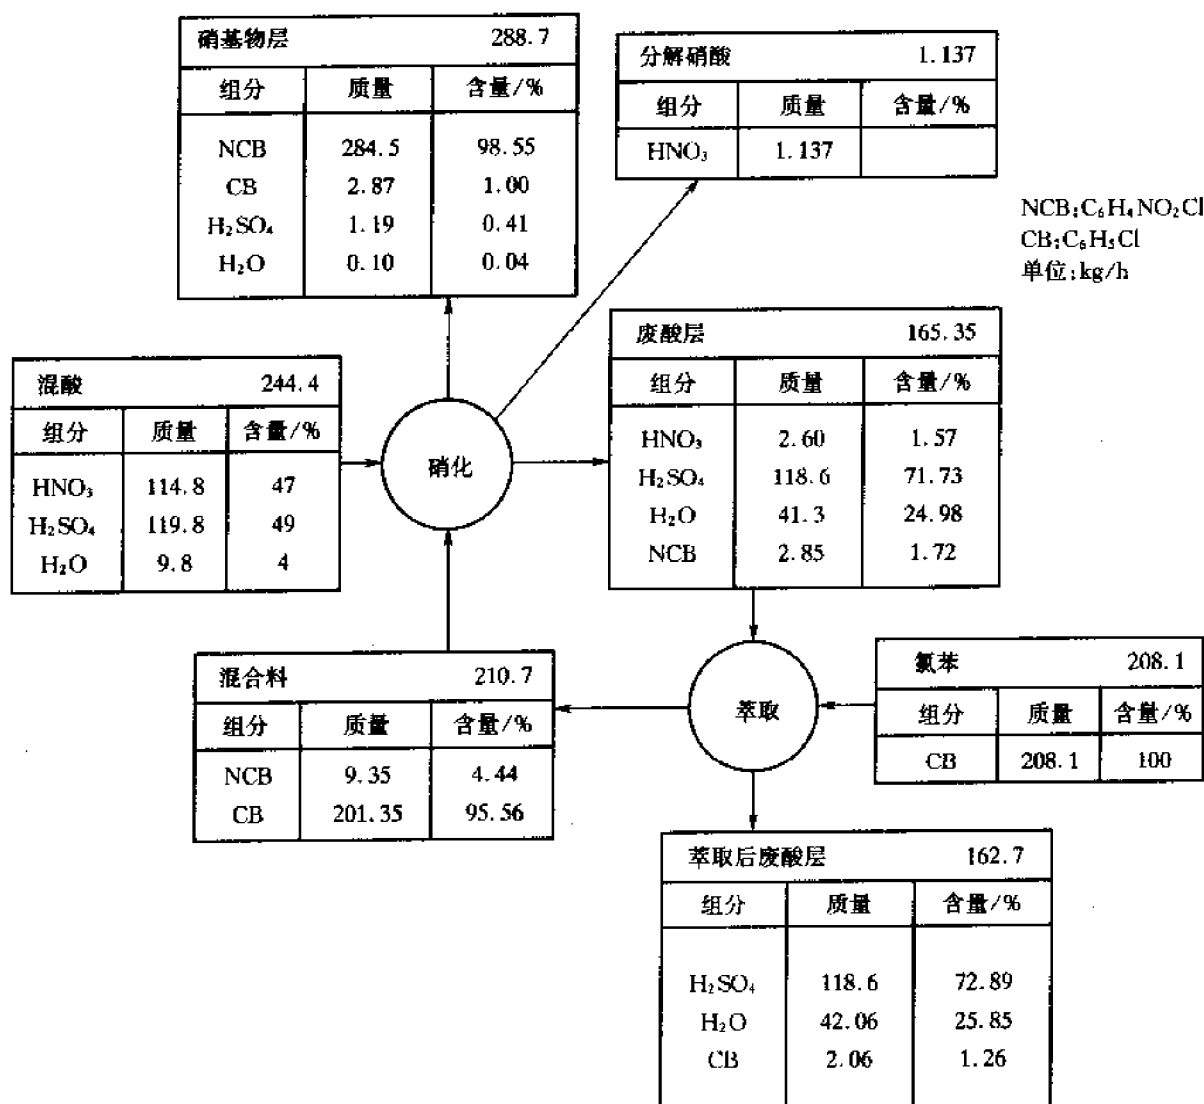 硝基物层 288.7
组分 质量 含量/%
NCB 284.5 98.55
CB 2.87 1.00
H₂SO₄ 1.19 0.41
H₂O 0.10 0.04
分解硝酸 1.137
组分 质量 含量/%
HNO₃ 1.137
NCB:C₆H₄NO₂Cl
CB:C₆H₅Cl
单位:kg/h
混酸 244.4
组分 质量 含量/%
HNO₃ 114.8 47
H₂SO₄ 119.8 49
H₂O 9.8 4
硝化
废酸层 165.35
组分 质量 含量/%
HNO₃ 2.60 1.57
H₂SO₄ 118.6 71.73
H₂O 41.3 24.98
NCB 2.85 1.72
混合料 210.7
组分 质量 含量/%
NCB 9.35 4.44
CB 201.35 95.56
萃取
氯苯 208.1
组分 质量 含量/%
CB 208.1 100
萃取后废酸层 162.7
组分 质量 含量/%
H₂SO₄ 118.6 72.89
H₂O 42.06 25.85
CB 2.06 1.26